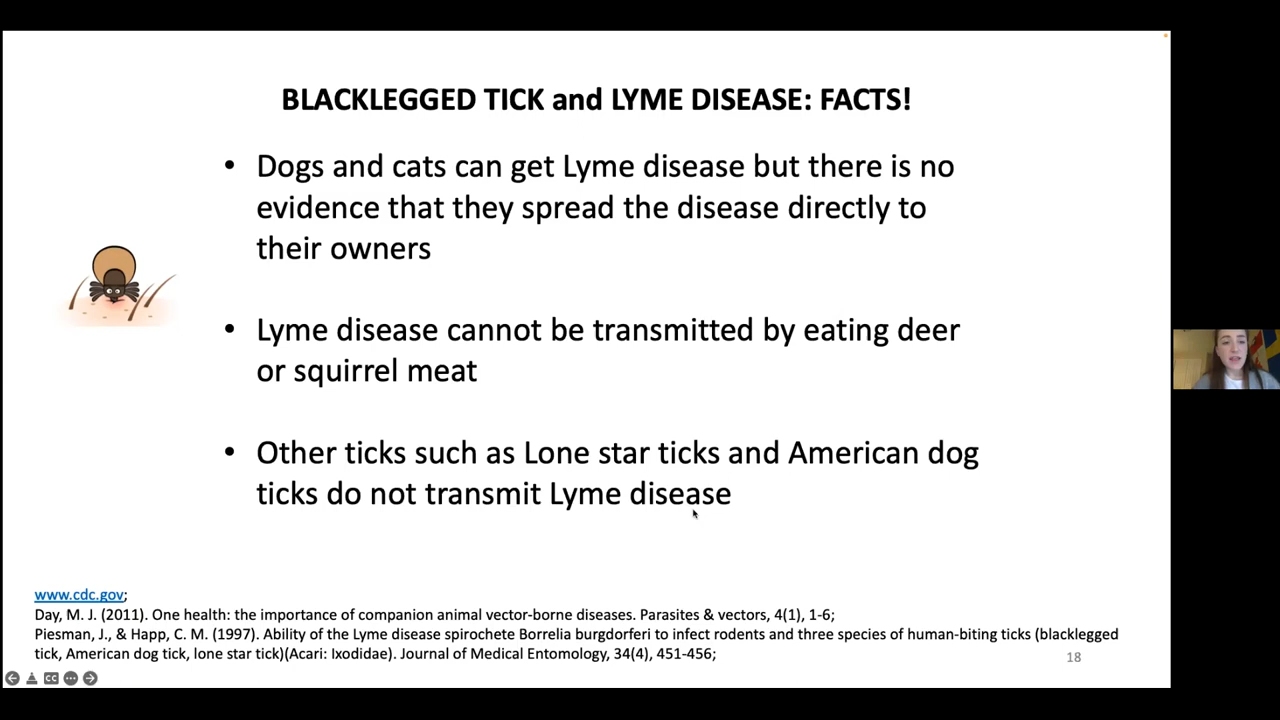 BLACKLEGGED TICK and LYME DISEASE: FACTS!
• Dogs and cats can get Lyme disease but there is no
evidence that they spread the disease directly to
their owners
• Lyme disease cannot be transmitted by eating deer
or squirrel meat
• Other ticks such as Lone star ticks and American dog
ticks do not transmit Lyme disease
www.cdc.gov;
Day, M. J. (2011). One health: the importance of companion animal vector-borne diseases. Parasites & vectors, 4(1), 1-6;
Piesman, J., & Happ, C. M. (1997). Ability of the Lyme disease spirochete Borrelia burgdorferi to infect rodents and three species of human-biting ticks (blacklegged
tick, American dog tick, lone star tick)(Acari: Ixodidae). Journal of Medical Entomology, 34(4), 451-456;
18
CC